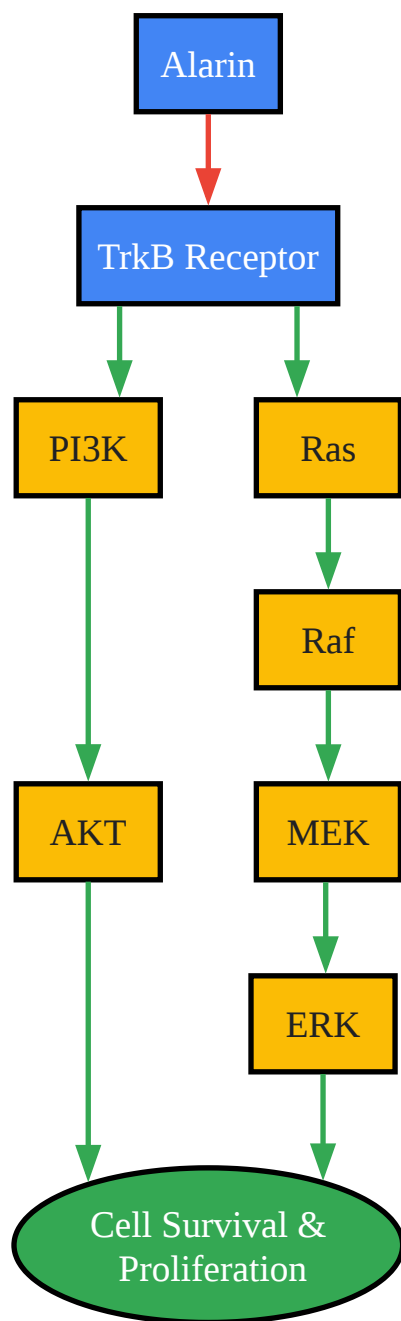 Alarin
TrkB Receptor
PI3K
Ras
Raf
AKT
MEK
ERK
Cell Survival &
Proliferation